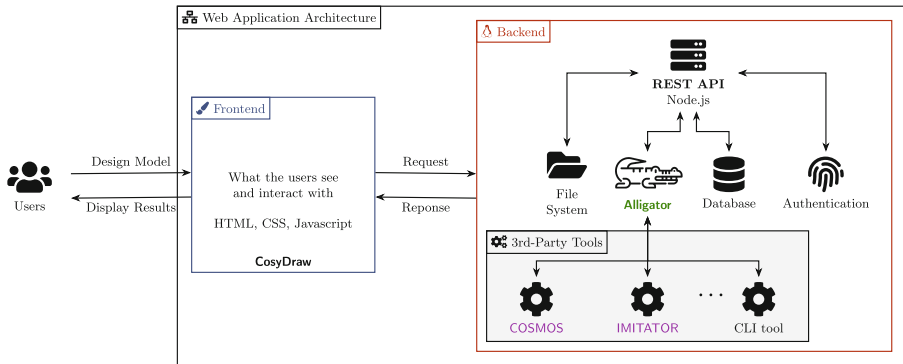 Web Application Architecture
Backend
REST API
Node.js
Frontend
Design Model
Request
What the users see
and interact with
Users
Display Results
Reponse
HTML, CSS, Javascript
CosyDraw
File
System
Alligator
Database
Authentication
3rd-Party Tools
COSMOS
IMITATOR
...
CLI tool